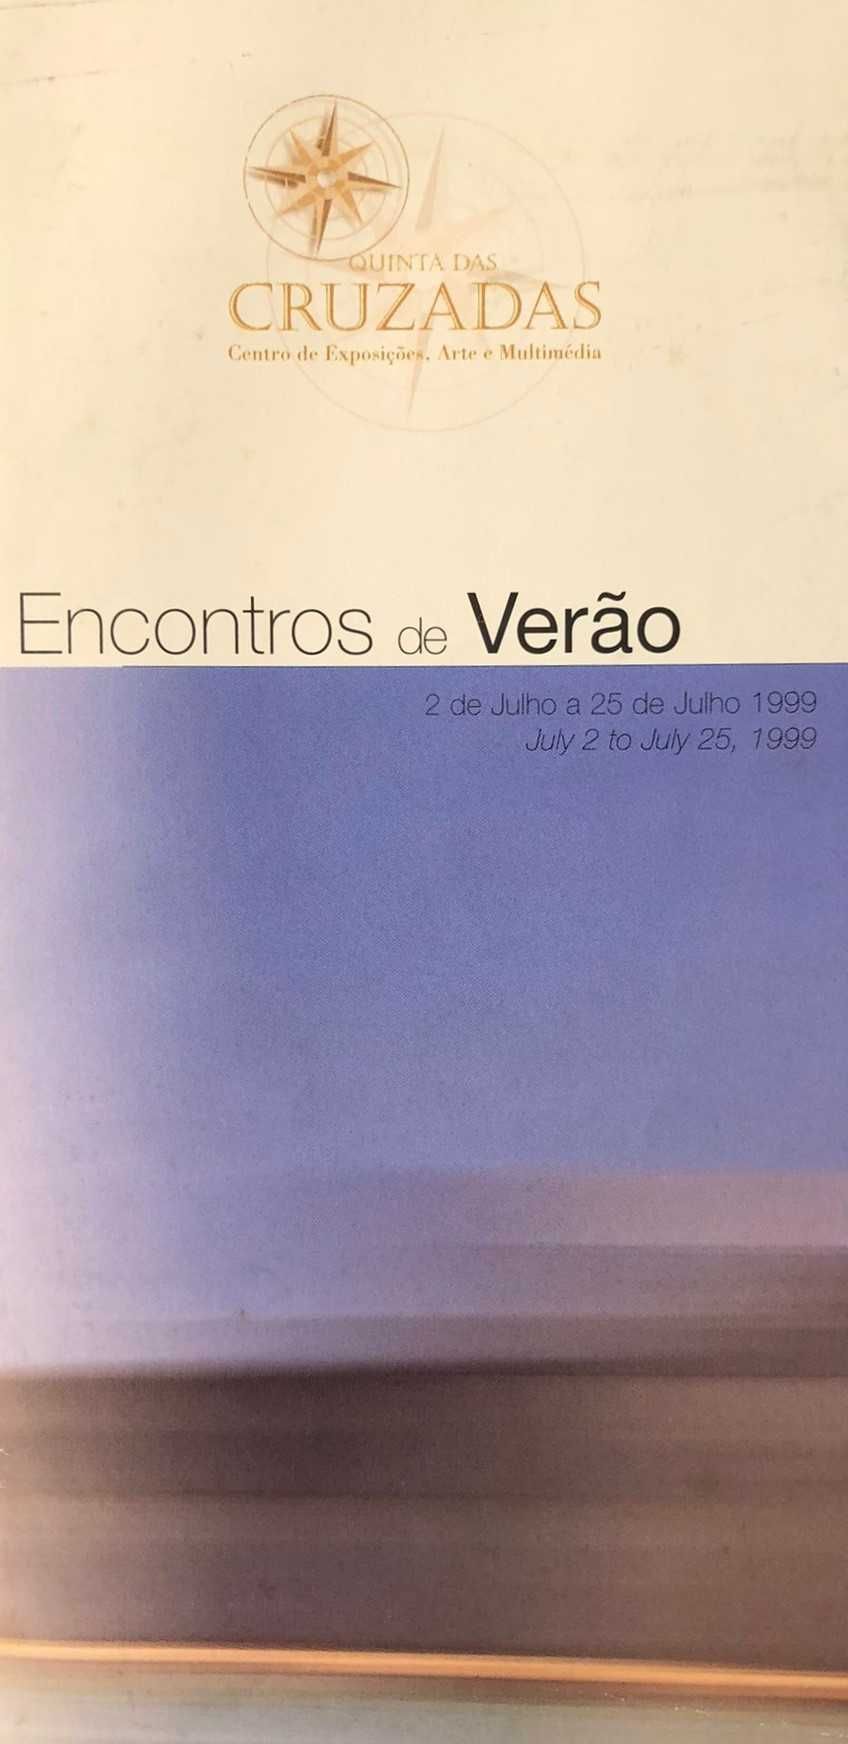 QUINTA DAS
CRUZADAS
Centro de Exposições, Arte e Multimédia
Encontros de Verão
2 de Julho a 25 de Julho 1999
July 2 to July 25, 1999